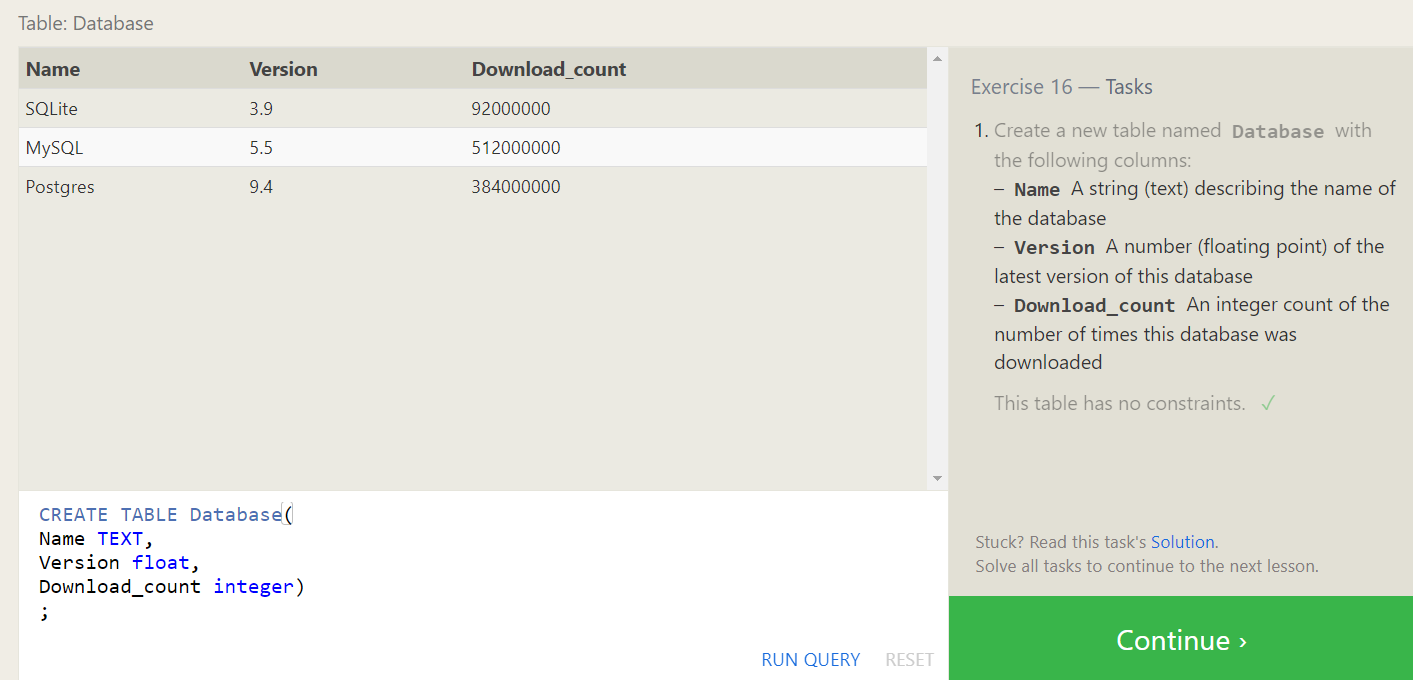 Table: Database
Name Version Download_count
SQLite 3.9 92000000
MySQL 5.5 512000000
Postgres 9.4 384000000
CREATE TABLE Database(
Name TEXT,
Version float,
Download_count integer)
;
RUN QUERY RESET
Exercise 16 — Tasks
1. Create a new table named Database with
the following columns:
– Name A string (text) describing the name of
the database
– Version A number (floating point) of the
latest version of this database
– Download_count An integer count of the
number of times this database was
downloaded
This table has no constraints. ✓
Stuck? Read this task's Solution.
Solve all tasks to continue to the next lesson.
Continue ›